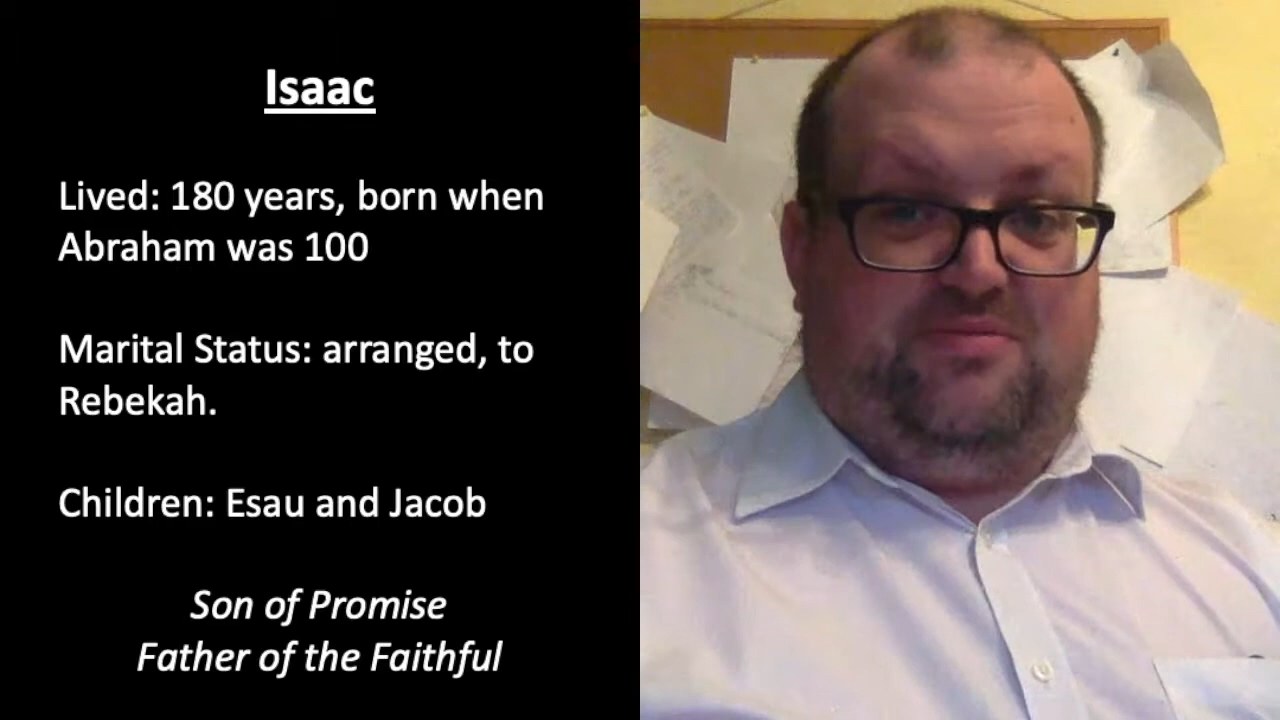 Isaac
Lived: 180 years, born when
Abraham was 100
Marital Status: arranged, to
Rebekah.
Children: Esau and Jacob
Son of Promise
Father of the Faithful